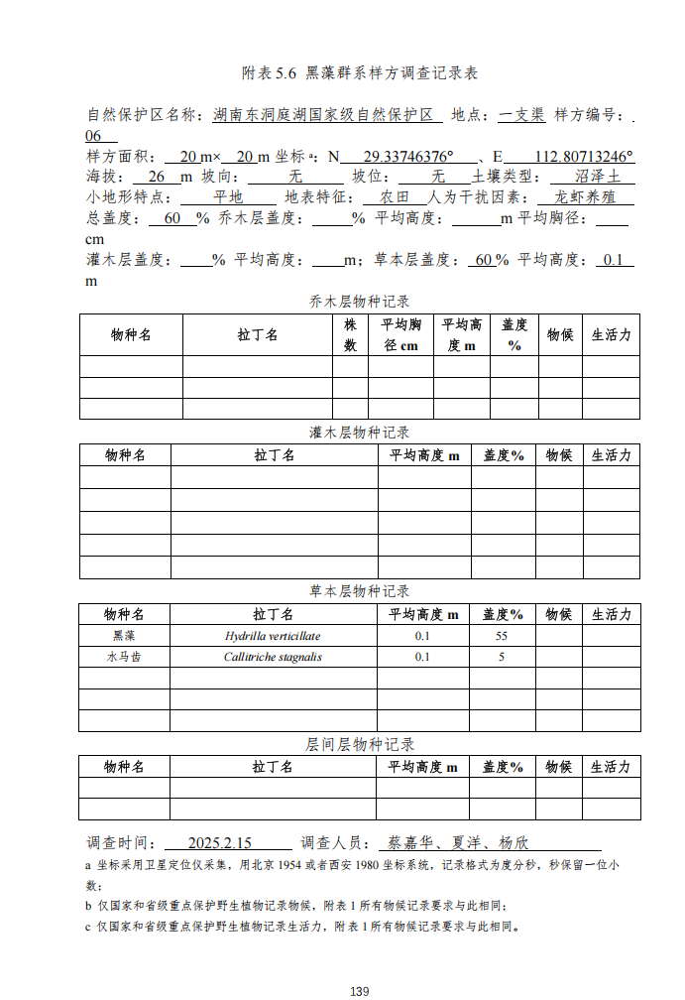 附表 5.6 黑藻群系样方调查记录表
自然保护区名称：湖南东洞庭湖国家级自然保护区 地点：一支渠 样方编号：
06
样方面积： 20 m× 20 m 坐标 a：N 29.33746376° 、E 112.80713246°
海拔： 26 m 坡向： 无 坡位： 无 土壤类型： 沼泽土
小地形特点： 平地 地表特征： 农田 人为干扰因素： 龙虾养殖
总盖度： 60 % 乔木层盖度： % 平均高度： m 平均胸径：
cm
灌木层盖度： % 平均高度： m；草本层盖度： 60 % 平均高度： 0.1
m
乔木层物种记录
物种名 拉丁名 株数 平均胸径 cm 平均高度 m 盖度% 物候 生活力
灌木层物种记录
物种名 拉丁名 平均高度 m 盖度% 物候 生活力
草本层物种记录
物种名 拉丁名 平均高度 m 盖度% 物候 生活力
黑藻 Hydrilla verticillate 0.1 55
水马齿 Callitriche stagnalis 0.1 5
层间层物种记录
物种名 拉丁名 平均高度 m 盖度% 物候 生活力
调查时间： 2025.2.15 调查人员： 蔡嘉华、夏洋、杨欣
a 坐标采用卫星定位仪采集，用北京 1954 或者西安 1980 坐标系统，记录格式为度分秒，秒保留一位小
数；
b 仅国家和省级重点保护野生植物记录物候，附表 1 所有物候记录要求与此相同；
c 仅国家和省级重点保护野生植物记录生活力，附表 1 所有物候记录要求与此相同。
139